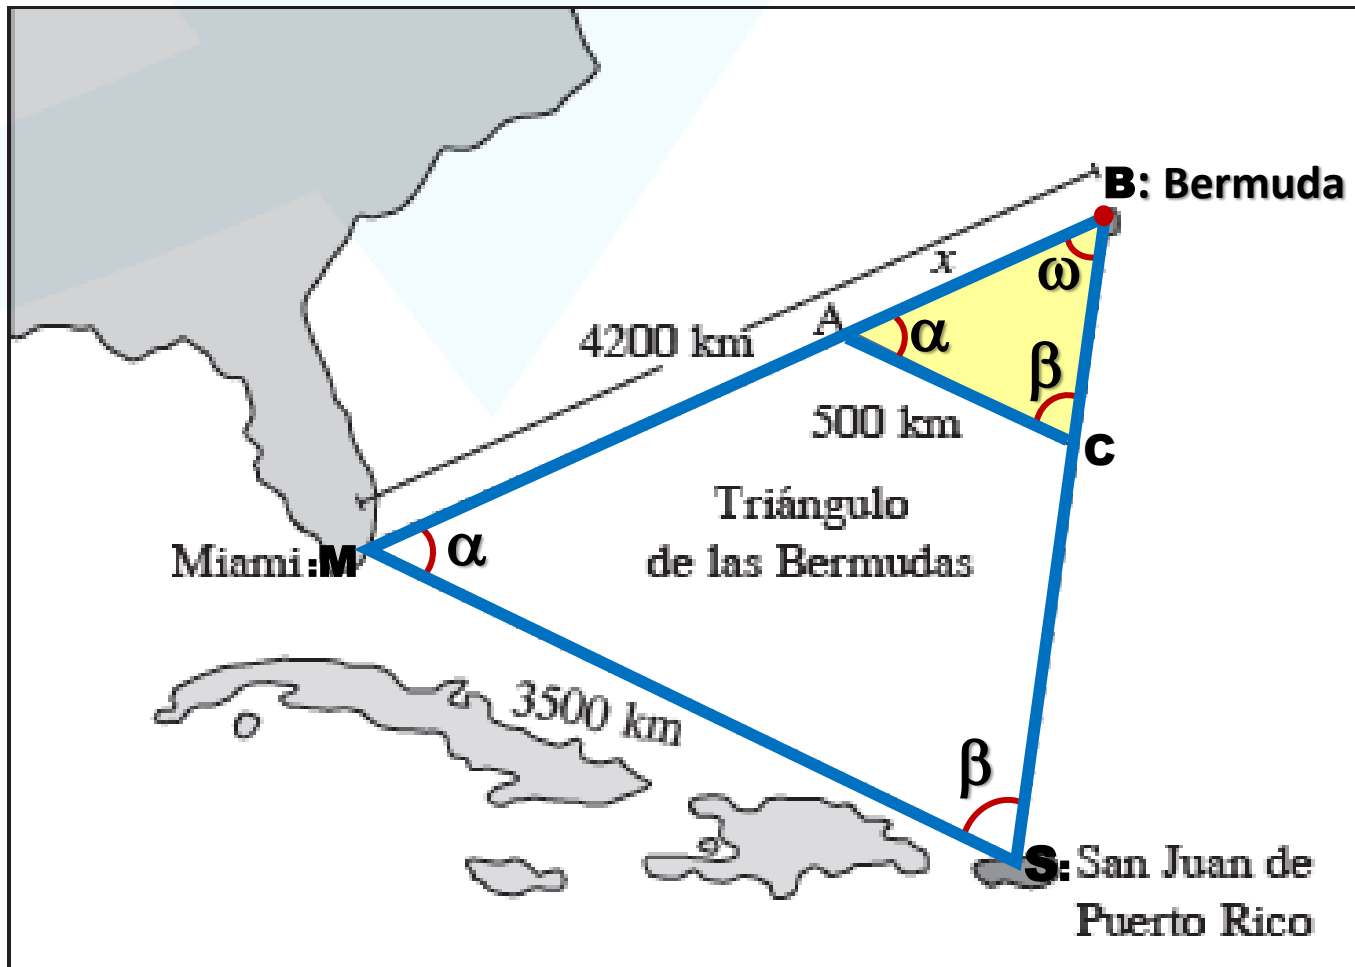 B: Bermuda
x
ω
A
α
4200 km
β
500 km
C
Triángulo
de las Bermudas
Miami:M
α
3500 km
β
S: San Juan de
Puerto Rico